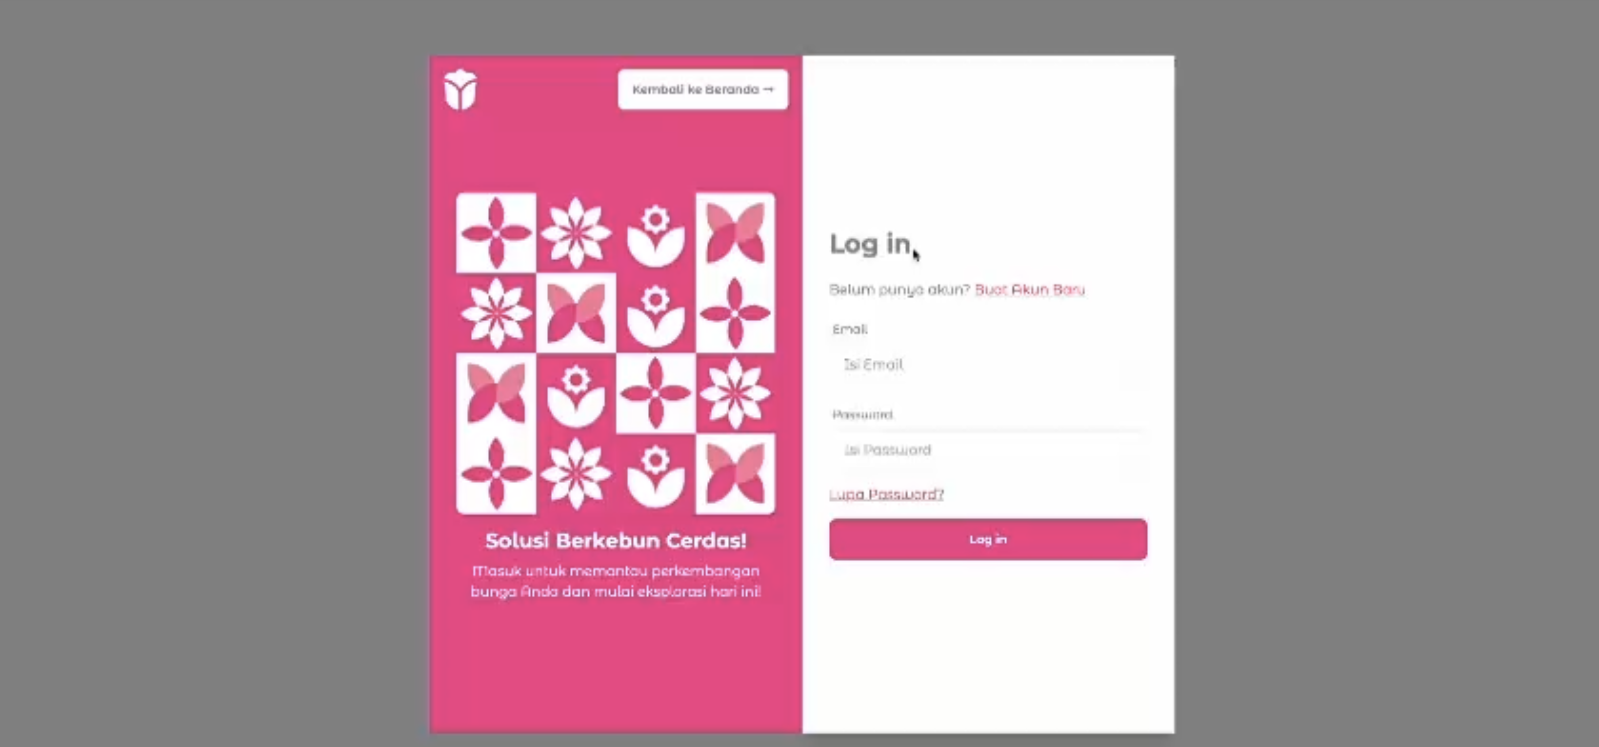 Kembali ke Beranda →
Solusi Berkebun Cerdas!
Masuk untuk memantau perkembangan
bunga Anda dan mulai eksplorasi hari ini!
Log in
Belum punya akun? Buat Akun Baru
Email
Isi Email
Password
Isi Password
Lupa Password?
Log in